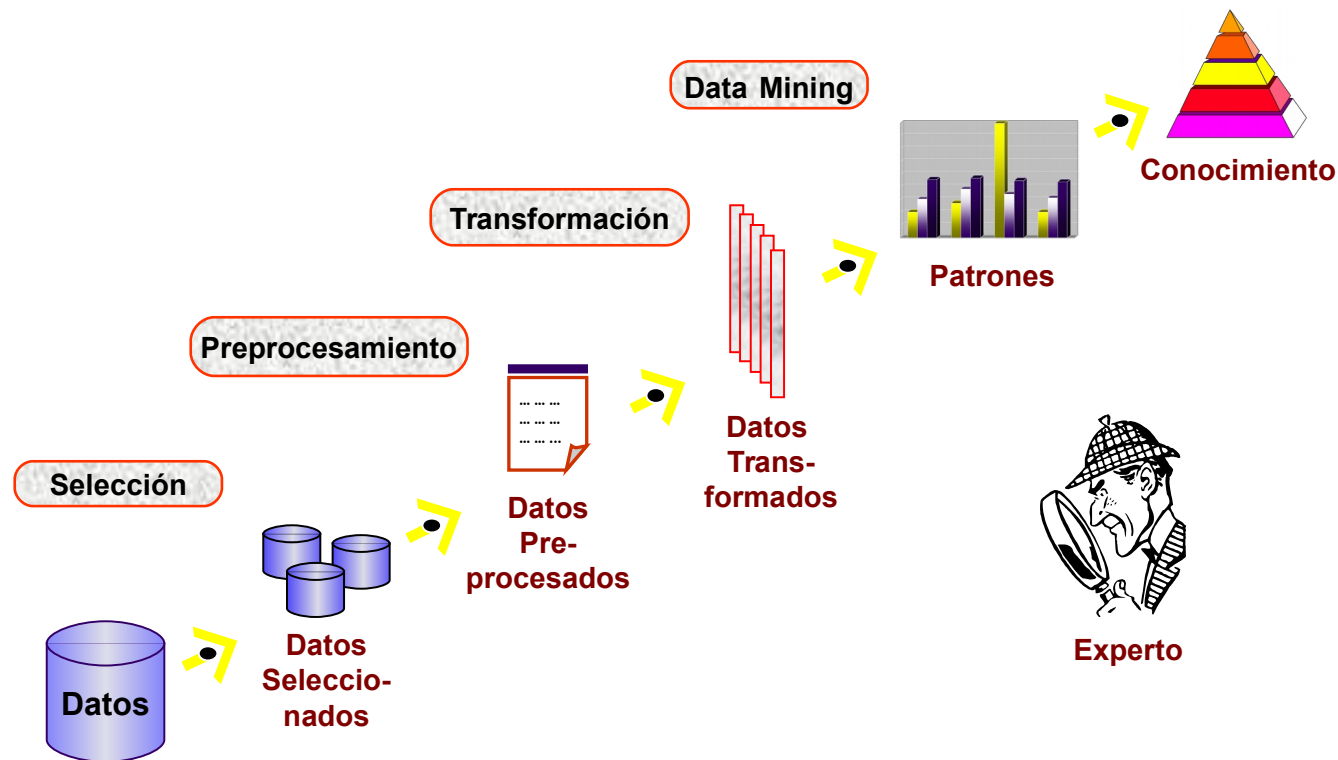 Data Mining
Conocimiento
Transformación
Patrones
Preprocesamiento
... ... ...
... ... ...
... ... ...
Datos
Trans-
formados
Selección
Datos
Pre-
procesados
Datos
Seleccio-
nados
Experto
Datos